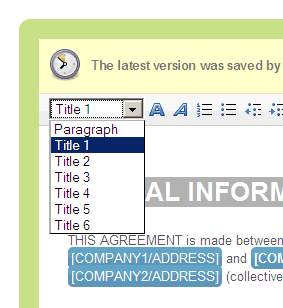 The latest version was saved by
Title 1
Paragraph
Title 1
Title 2
Title 3
Title 4
Title 5
Title 6
AL INFORM
THIS AGREEMENT is made between
[COMPANY1/ADDRESS] and [COM
[COMPANY2/ADDRESS] (collective